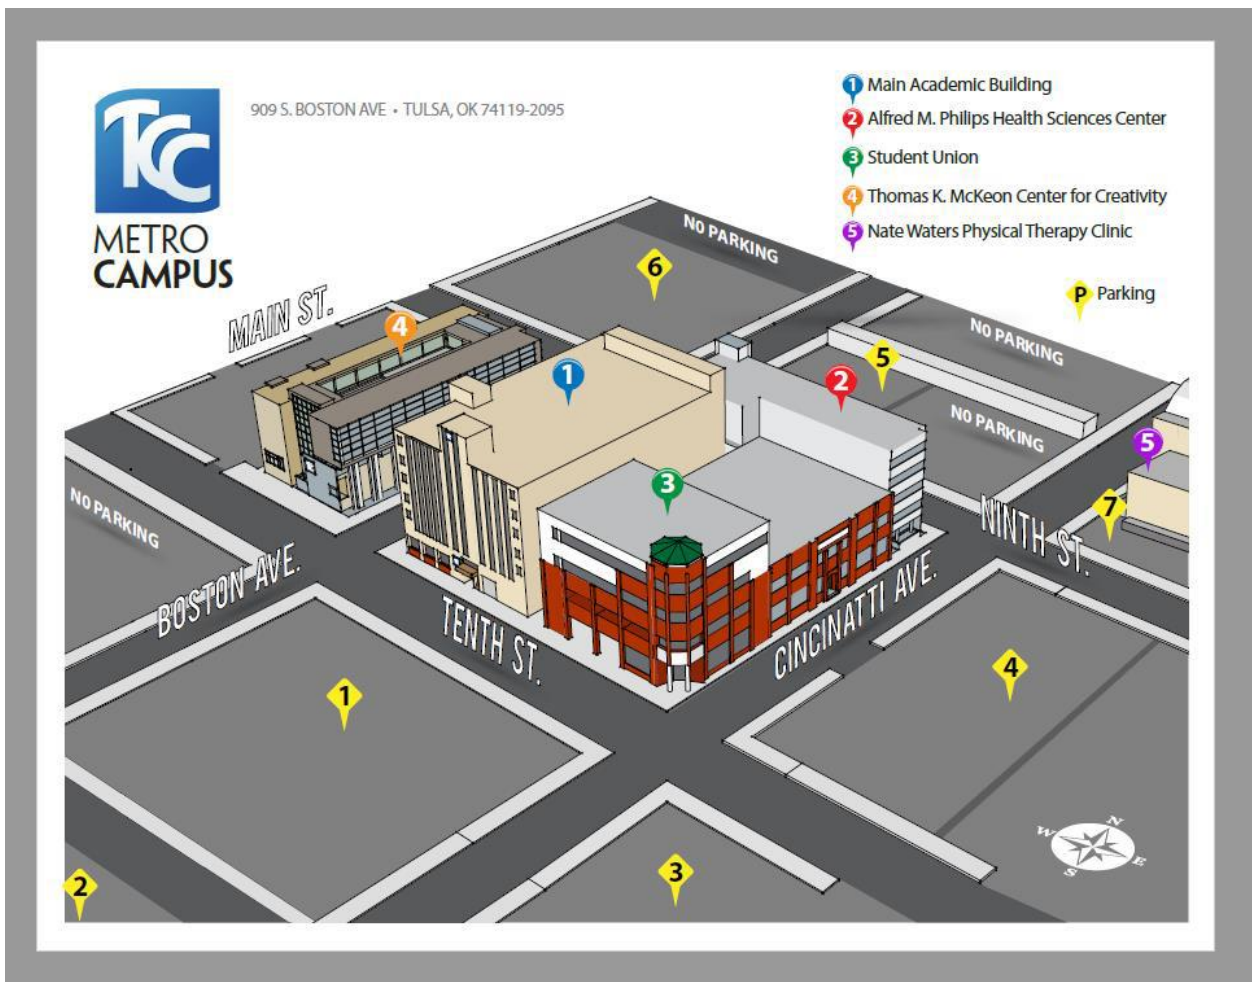 TCC
METRO
CAMPUS
909 S. BOSTON AVE • TULSA, OK 74119-2095
1 Main Academic Building
2 Alfred M. Philips Health Sciences Center
3 Student Union
4 Thomas K. McKeon Center for Creativity
5 Nate Waters Physical Therapy Clinic
P Parking
NO PARKING
6
MAIN ST.
4
NO PARKING
5
1
2
NO PARKING
5
3
NO PARKING
7
NINTH ST.
BOSTON AVE.
TENTH ST.
CINCINATTI AVE.
1
4
N
W
E
S
2
3